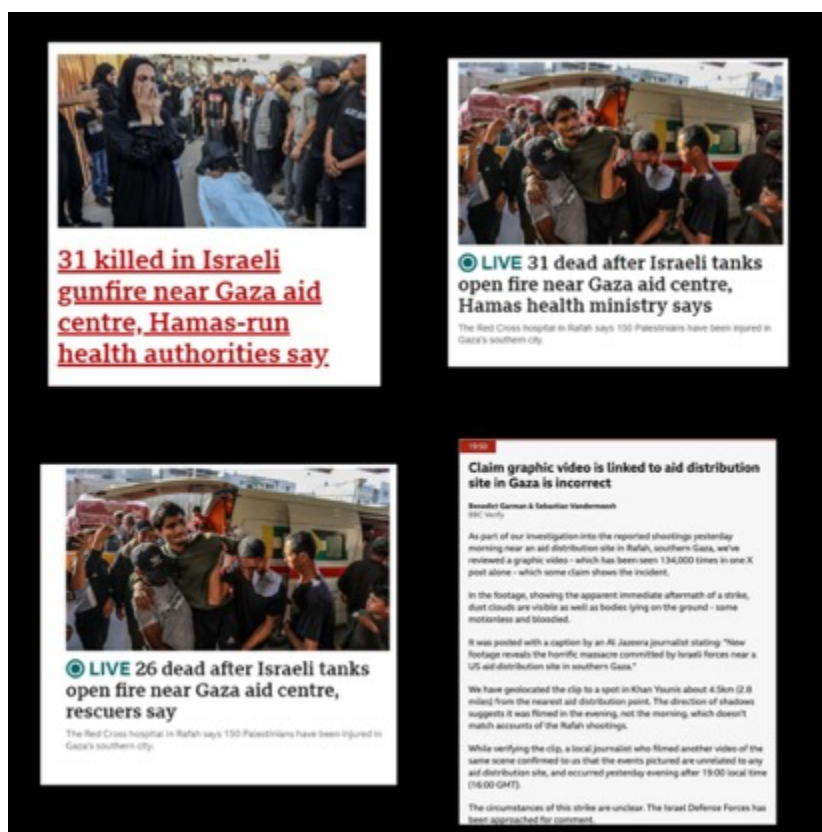 31 killed in Israeli
gunfire near Gaza aid
centre, Hamas-run
health authorities say
LIVE 31 dead after Israeli tanks
open fire near Gaza aid centre,
Hamas health ministry says
The Red Cross hospital in Rafah says 150 Palestinians have been injured in
Gaza's southern city.
LIVE 26 dead after Israeli tanks
open fire near Gaza aid centre,
rescuers say
The Red Cross hospital in Rafah says 150 Palestinians have been injured in
Gaza's southern city.
19:50
Claim graphic video is linked to aid distribution
site in Gaza is incorrect
Benedict Garman & Sebastian Vandermeersch
BBC Verify
As part of our investigation into the reported shootings yesterday
morning near an aid distribution site in Rafah, southern Gaza, we've
reviewed a graphic video - which has been seen 134,000 times in one X
post alone - which some claim shows the incident.
In the footage, showing the apparent immediate aftermath of a strike,
dust clouds are visible as well as bodies lying on the ground - some
motionless and bloodied.
It was posted with a caption by an Al Jazeera journalist stating: "New
footage reveals the horrific massacre committed by Israeli forces near a
US aid distribution site in southern Gaza."
We have geolocated the clip to a spot in Khan Younis about 4.5km (2.8
miles) from the nearest aid distribution point. The direction of shadows
suggests it was filmed in the evening, not the morning, which doesn't
match accounts of the Rafah shootings.
While verifying the clip, a local journalist who filmed another video of the
same scene confirmed to us that the events pictured are unrelated to any
aid distribution site, and occurred yesterday evening after 19:00 local time
(16:00 GMT).
The circumstances of this strike are unclear. The Israel Defense Forces has
been approached for comment.